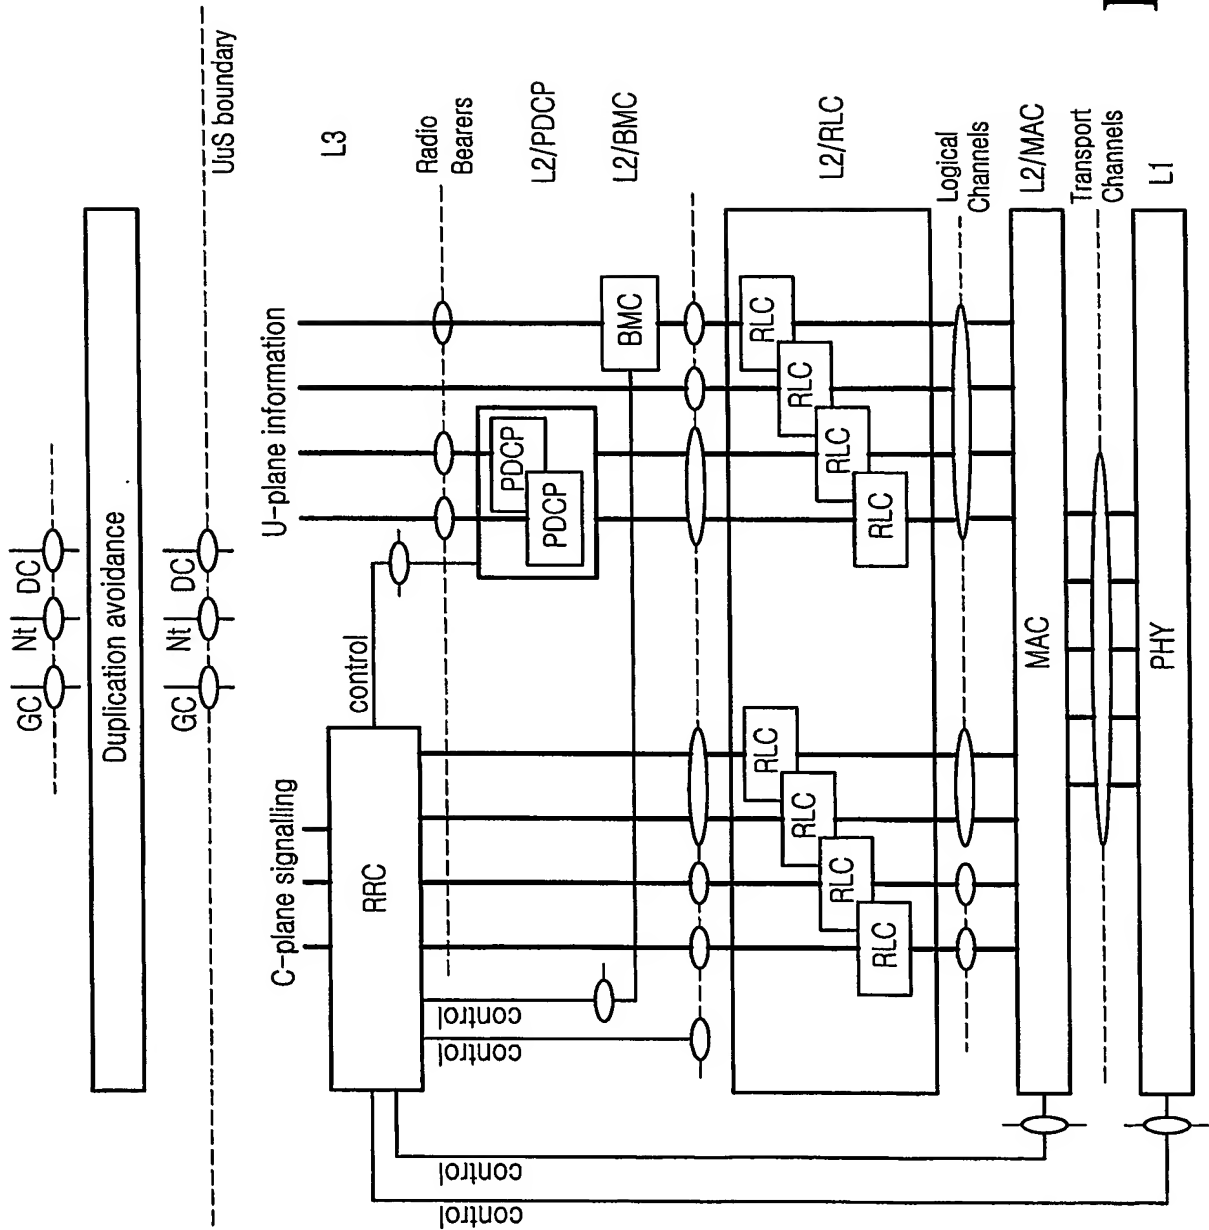 GC Nt DC
Duplication avoidance
GC Nt DC
UuS boundary
C-plane signalling
U-plane information
control
RRC
L3
Radio
Bearers
control
control
control
control
PDCP
PDCP
L2/PDCP
BMC
L2/BMC
RLC
RLC
RLC
RLC
RLC
RLC
RLC
RLC
L2/RLC
Logical
Channels
MAC
L2/MAC
Transport
Channels
PHY
L1